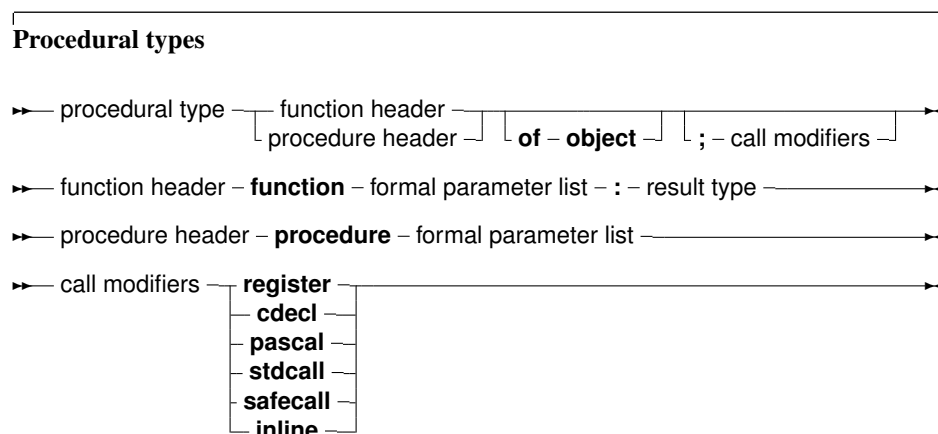 Procedural types
procedural type function header
procedure header of object ; call modifiers
function header function formal parameter list : result type
procedure header procedure formal parameter list
call modifiers register
cdecl
pascal
stdcall
safecall
inline